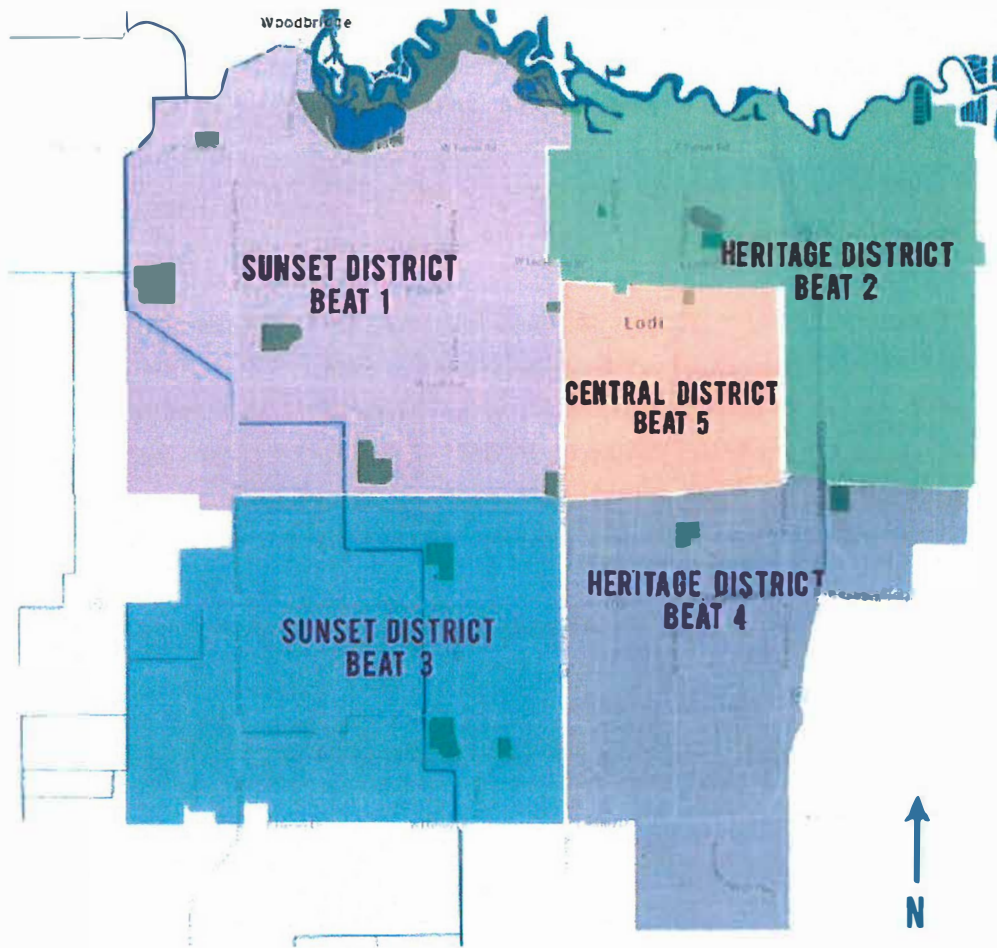 Woodbridge
SUNSET DISTRICT
BEAT 1
HERITAGE DISTRICT
BEAT 2
Lodi
CENTRAL DISTRICT
BEAT 5
HERITAGE DISTRICT
BEAT 4
SUNSET DISTRICT
BEAT 3
N